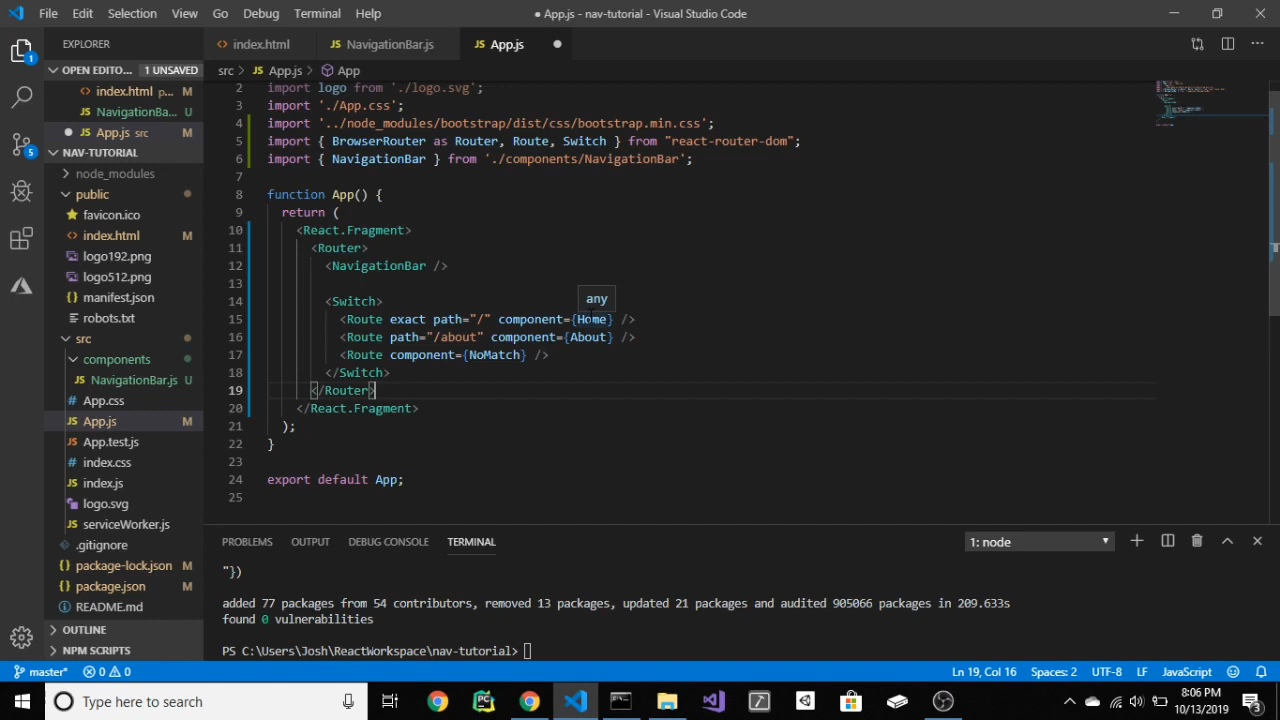 File Edit Selection View Go Debug Terminal Help
● App.js - nav-tutorial - Visual Studio Code
EXPLORER
OPEN EDITO... 1 UNSAVED
index.html p... M
NavigationBa... U
App.js src M
NAV-TUTORIAL
node_modules
public
favicon.ico
index.html M
logo192.png
logo512.png
manifest.json
robots.txt
src
components
NavigationBar.js U
App.css
App.js M
App.test.js
index.css
index.js
logo.svg
serviceWorker.js
.gitignore
package-lock.json M
package.json M
README.md
OUTLINE
NPM SCRIPTS
index.html NavigationBar.js App.js
src > JS App.js > App
2 import logo from './logo.svg';
3 import './App.css';
4 import '../node_modules/bootstrap/dist/css/bootstrap.min.css';
5 import { BrowserRouter as Router, Route, Switch } from "react-router-dom";
6 import { NavigationBar } from './components/NavigationBar';
7
8 function App() {
9 return (
10 <React.Fragment>
11 <Router>
12 <NavigationBar />
13
14 <Switch>
any
15 <Route exact path="/" component={Home} />
16 <Route path="/about" component={About} />
17 <Route component={NoMatch} />
18 </Switch>
19 </Router>
20 </React.Fragment>
21 );
22 }
23
24 export default App;
25
PROBLEMS OUTPUT DEBUG CONSOLE TERMINAL 1: node
"})
added 77 packages from 54 contributors, removed 13 packages, updated 21 packages and audited 905066 packages in 209.633s
found 0 vulnerabilities
PS C:\Users\Josh\ReactWorkspace\nav-tutorial>
master* 0 0 Ln 19, Col 16 Spaces: 2 UTF-8 LF JavaScript
Type here to search
8:06 PM
10/13/2019